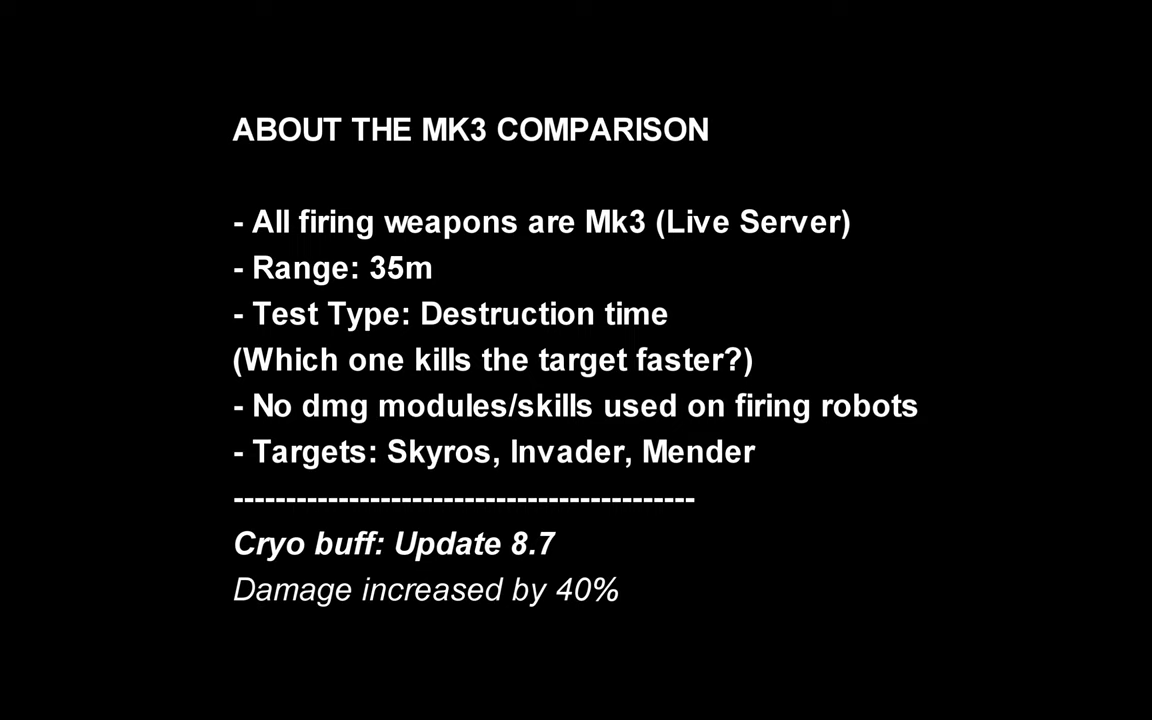 ABOUT THE MK3 COMPARISON
- All firing weapons are Mk3 (Live Server)
- Range: 35m
- Test Type: Destruction time
(Which one kills the target faster?)
- No dmg modules/skills used on firing robots
- Targets: Skyros, Invader, Mender
--------------------------------------------
Cryo buff: Update 8.7
Damage increased by 40%